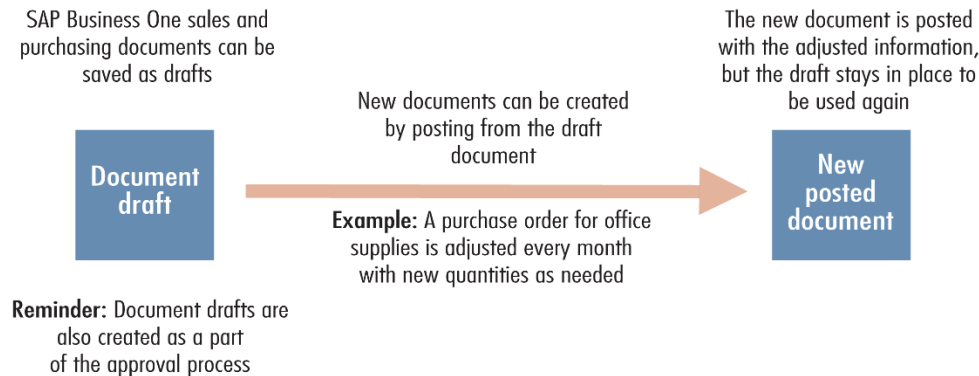 SAP Business One sales and
purchasing documents can be
saved as drafts
Document
draft
Reminder: Document drafts are
also created as a part
of the approval process
New documents can be created
by posting from the draft
document
Example: A purchase order for office
supplies is adjusted every month
with new quantities as needed
The new document is posted
with the adjusted information,
but the draft stays in place to
be used again
New
posted
document